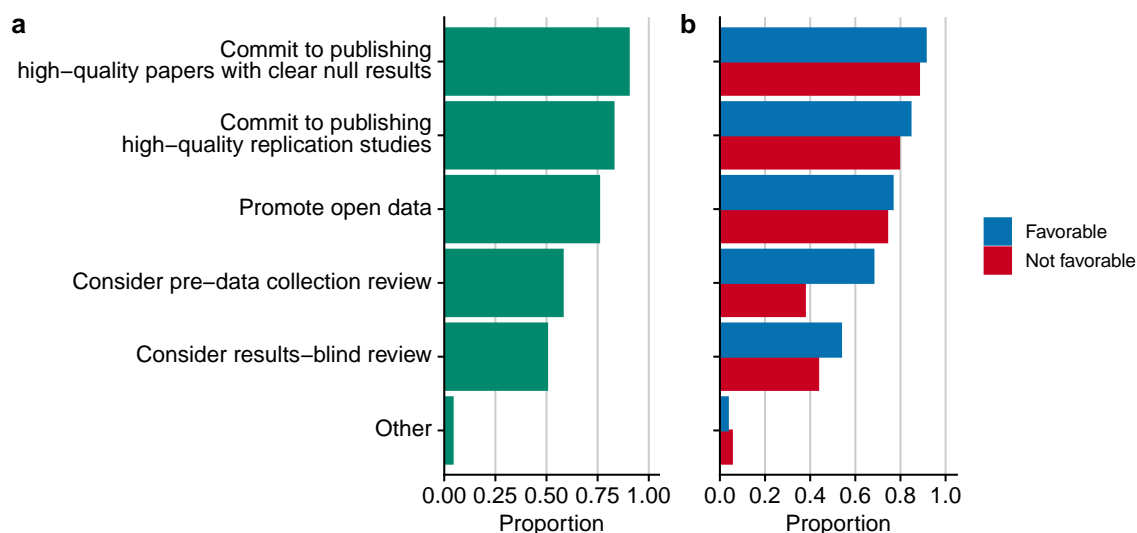 a
b
Commit to publishing
high−quality papers with clear null results
Commit to publishing
high−quality replication studies
Promote open data
Consider pre−data collection review
Consider results−blind review
Other
0.00 0.25 0.50 0.75 1.00
Proportion
0.0 0.2 0.4 0.6 0.8 1.0
Proportion
Favorable
Not favorable